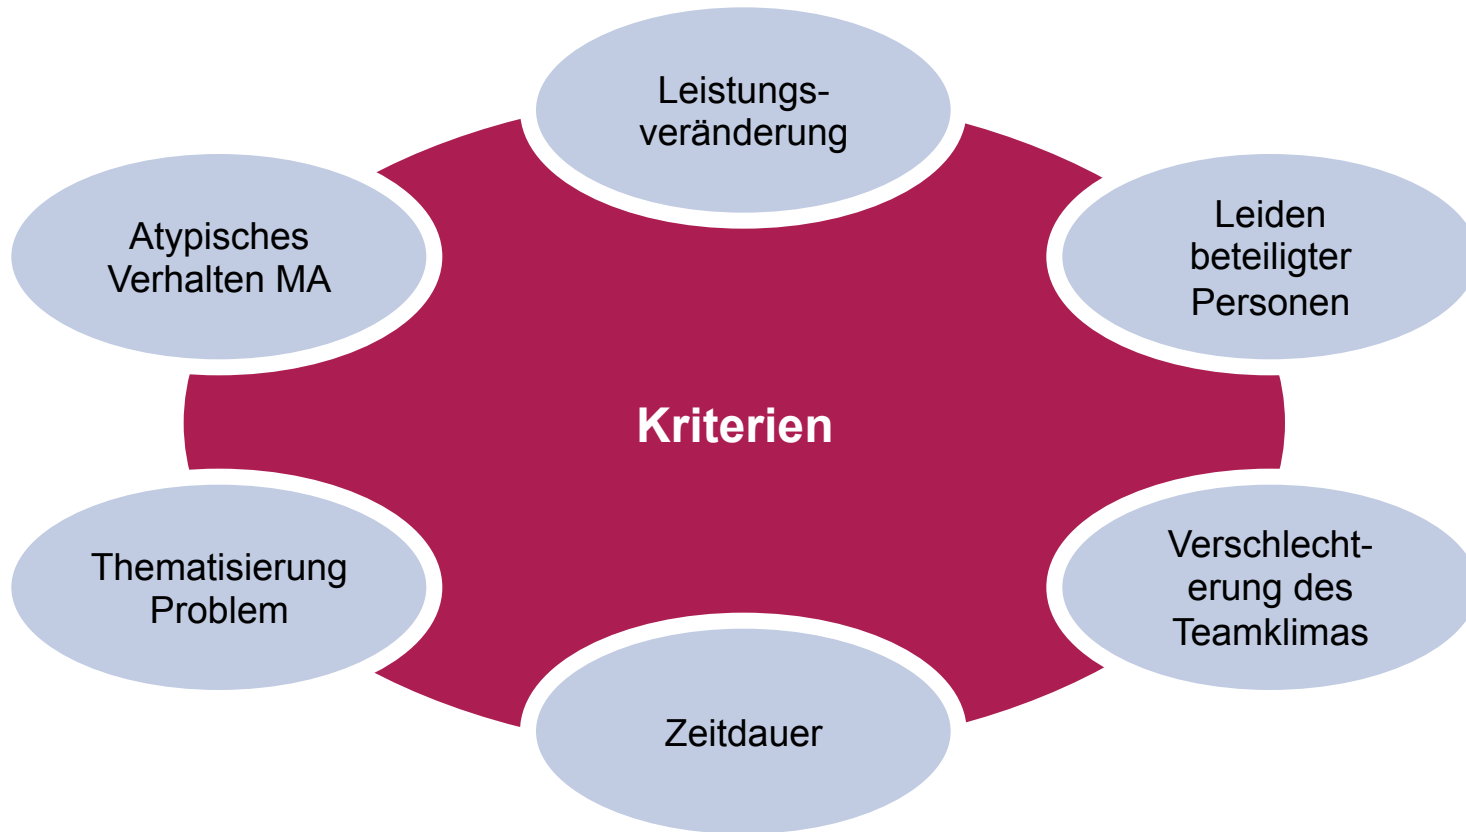 Leistungs-
veränderung
Atypisches
Verhalten MA
Leiden
beteiligter
Personen
Kriterien
Thematisierung
Problem
Verschlecht-
erung des
Teamklimas
Zeitdauer